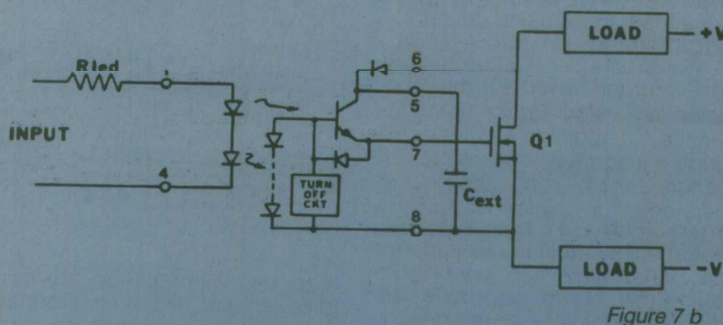 LOAD
+V
Rled
1
6
5
INPUT
7
Q1
4
TURN
OFF
CKT
Cext
8
LOAD
-V
Figure 7 b